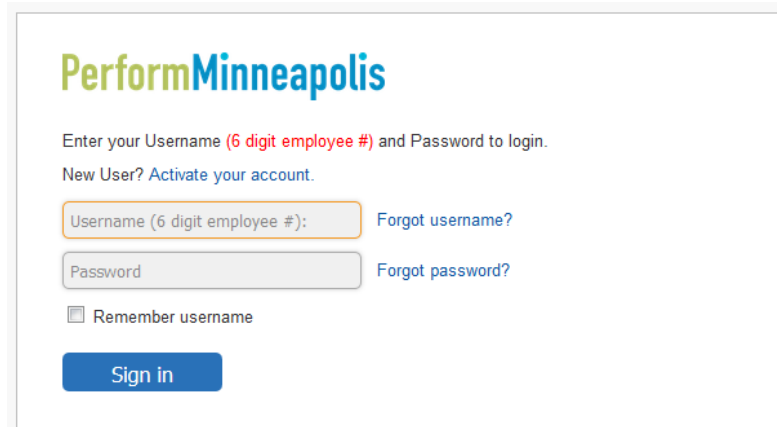 PerformMinneapolis
Enter your Username (6 digit employee #) and Password to login.
New User? Activate your account.
Username (6 digit employee #): Forgot username?
Password Forgot password?
Remember username
Sign in